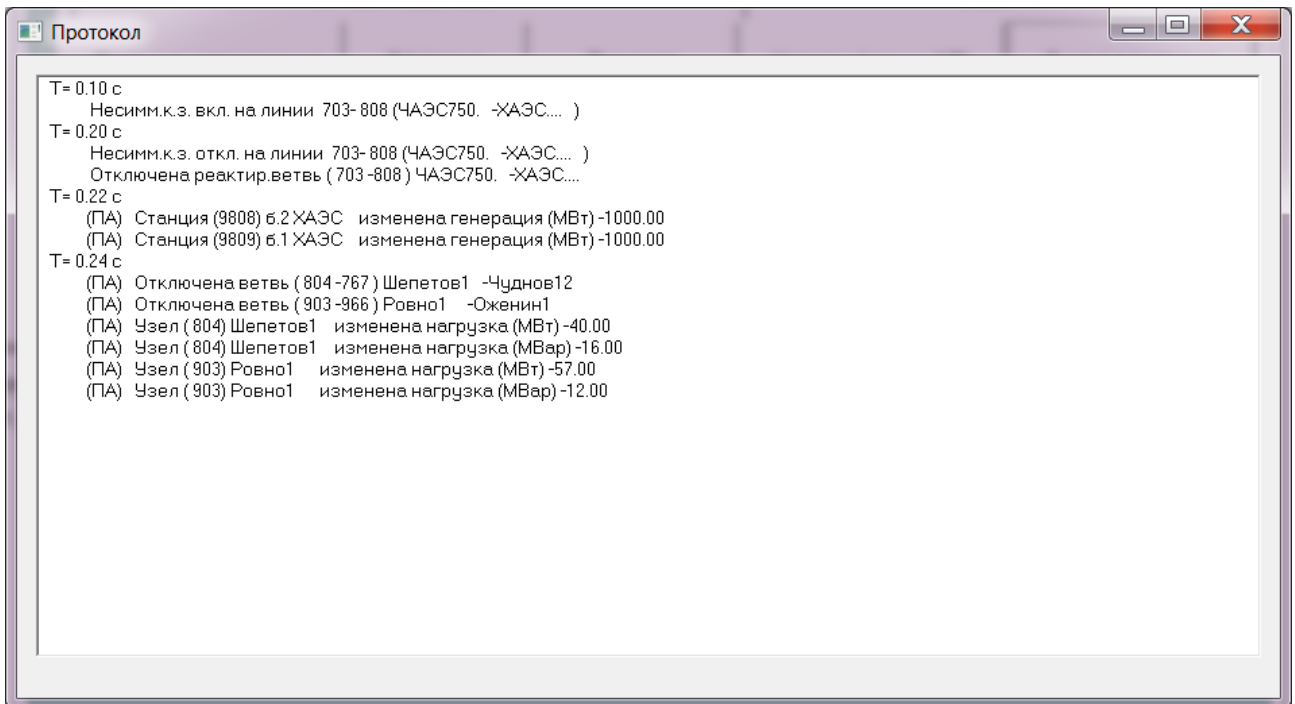 Протокол
T= 0.10 c
Несимм.к.з. вкл. на линии 703- 808 (ЧАЭС750. -ХАЭС.... )
T= 0.20 c
Несимм.к.з. откл. на линии 703- 808 (ЧАЭС750. -ХАЭС.... )
Отключена реактир.ветвь ( 703 -808 ) ЧАЭС750. -ХАЭС....
T= 0.22 c
(ПА) Станция (9808) б.2 ХАЭС изменена генерация (МВт) -1000.00
(ПА) Станция (9809) б.1 ХАЭС изменена генерация (МВт) -1000.00
T= 0.24 c
(ПА) Отключена ветвь ( 804 -767 ) Шепетов1 -Чуднов12
(ПА) Отключена ветвь ( 903 -966 ) Ровно1 -Оженин1
(ПА) Узел ( 804) Шепетов1 изменена нагрузка (МВт) -40.00
(ПА) Узел ( 804) Шепетов1 изменена нагрузка (МВар) -16.00
(ПА) Узел ( 903) Ровно1 изменена нагрузка (МВт) -57.00
(ПА) Узел ( 903) Ровно1 изменена нагрузка (МВар) -12.00